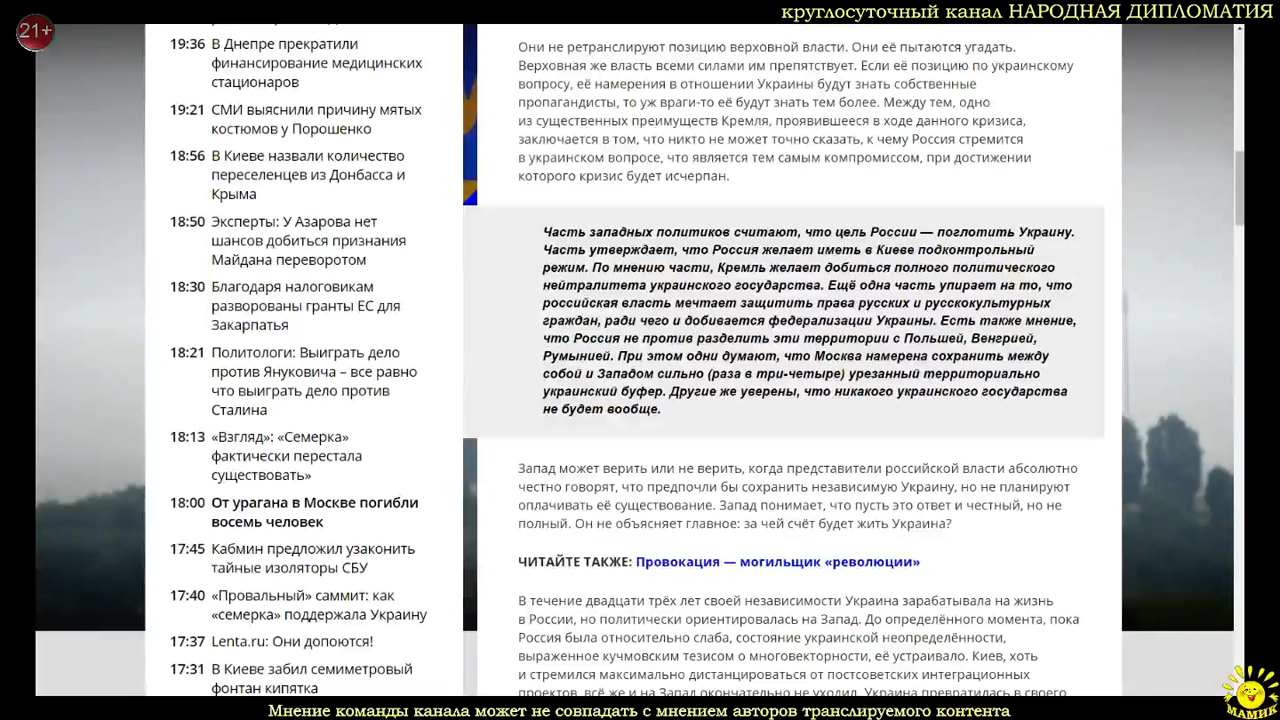 круглосуточный канал НАРОДНАЯ ДИПЛОМАТИЯ
21+
19:36 В Днепре прекратили
финансирование медицинских
стационаров
19:21 СМИ выяснили причину мятых
костюмов у Порошенко
18:56 В Киеве назвали количество
переселенцев из Донбасса и
Крыма
18:50 Эксперты: У Азарова нет
шансов добиться признания
Майдана переворотом
18:30 Благодаря налоговикам
разворованы гранты ЕС для
Закарпатья
18:21 Политологи: Выиграть дело
против Януковича – все равно
что выиграть дело против
Сталина
18:13 «Взгляд»: «Семерка»
фактически перестала
существовать»
18:00 От урагана в Москве погибли
восемь человек
17:45 Кабмин предложил узаконить
тайные изоляторы СБУ
17:40 «Провальный» саммит: как
«семерка» поддержала Украину
17:37 Lenta.ru: Они допоются!
17:31 В Киеве забил семиметровый
фонтан кипятка
Они не ретранслируют позицию верховной власти. Они её пытаются угадать.
Верховная же власть всеми силами им препятствует. Если её позицию по украинскому
вопросу, её намерения в отношении Украины будут знать собственные
пропагандисты, то уж враги-то её будут знать тем более. Между тем, одно
из существенных преимуществ Кремля, проявившееся в ходе данного кризиса,
заключается в том, что никто не может точно сказать, к чему Россия стремится
в украинском вопросе, что является тем самым компромиссом, при достижении
которого кризис будет исчерпан.
Часть западных политиков считают, что цель России — поглотить Украину.
Часть утверждает, что Россия желает иметь в Киеве подконтрольный
режим. По мнению части, Кремль желает добиться полного политического
нейтралитета украинского государства. Ещё одна часть упирает на то, что
российская власть мечтает защитить права русских и русскокультурных
граждан, ради чего и добивается федерализации Украины. Есть также мнение,
что Россия не против разделить эти территории с Польшей, Венгрией,
Румынией. При этом одни думают, что Москва намерена сохранить между
собой и Западом сильно (раза в три-четыре) урезанный территориально
украинский буфер. Другие же уверены, что никакого украинского государства
не будет вообще.
Запад может верить или не верить, когда представители российской власти абсолютно
честно говорят, что предпочли бы сохранить независимую Украину, но не планируют
оплачивать её существование. Запад понимает, что пусть это ответ и честный, но не
полный. Он не объясняет главное: за чей счёт будет жить Украина?
ЧИТАЙТЕ ТАКЖЕ: Провокация — могильщик «революции»
В течение двадцати трёх лет своей независимости Украина зарабатывала на жизнь
в России, но политически ориентировалась на Запад. До определённого момента, пока
Россия была относительно слаба, состояние украинской неопределённости,
выраженное кучмовским тезисом о многовекторности, её устраивало. Киев, хоть
и стремился максимально дистанцироваться от постсоветских интеграционных
проектов, всё же и на Запад окончательно не уходил. Украина превратилась в своего
МАМИК
Мнение команды канала может не совпадать с мнением авторов транслируемого контента